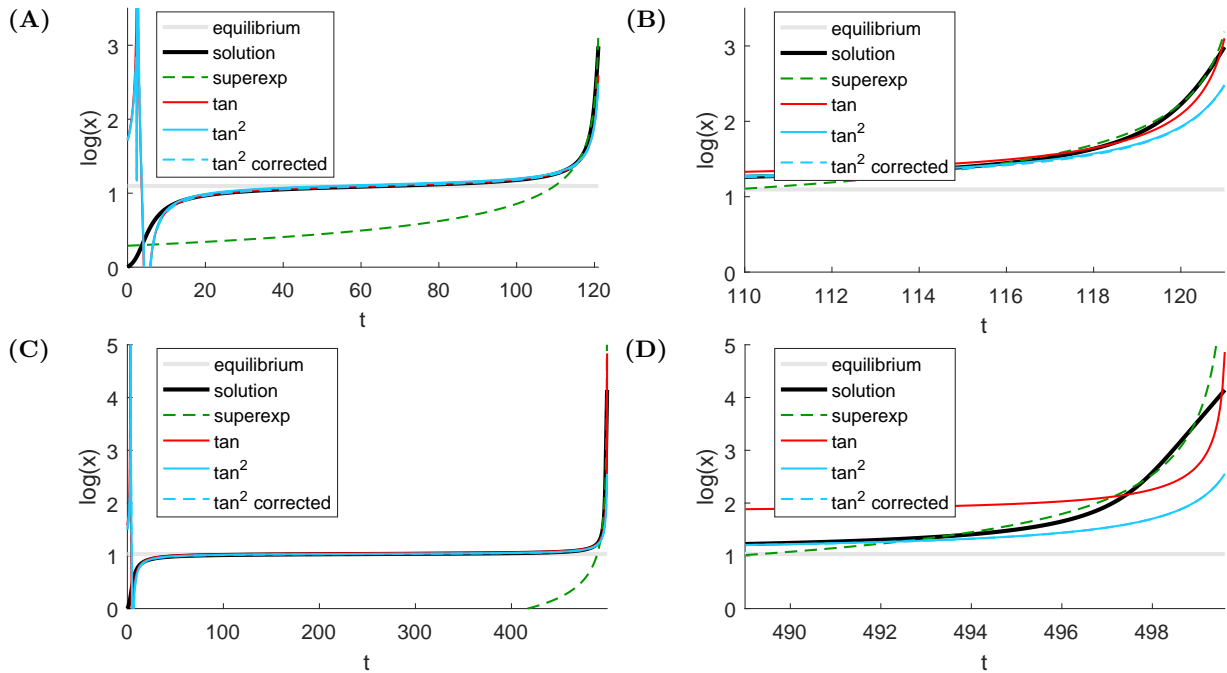 (A)
log(x)
3
2
1
0
equilibrium
solution
superexp
tan
tan²
tan² corrected
0 20 40 60 80 100 120
t
(B)
log(x)
3
2
1
0
equilibrium
solution
superexp
tan
tan²
tan² corrected
110 112 114 116 118 120
t
(C)
log(x)
5
4
3
2
1
0
equilibrium
solution
superexp
tan
tan²
tan² corrected
0 100 200 300 400
t
(D)
log(x)
5
4
3
2
1
0
equilibrium
solution
superexp
tan
tan²
tan² corrected
490 492 494 496 498
t